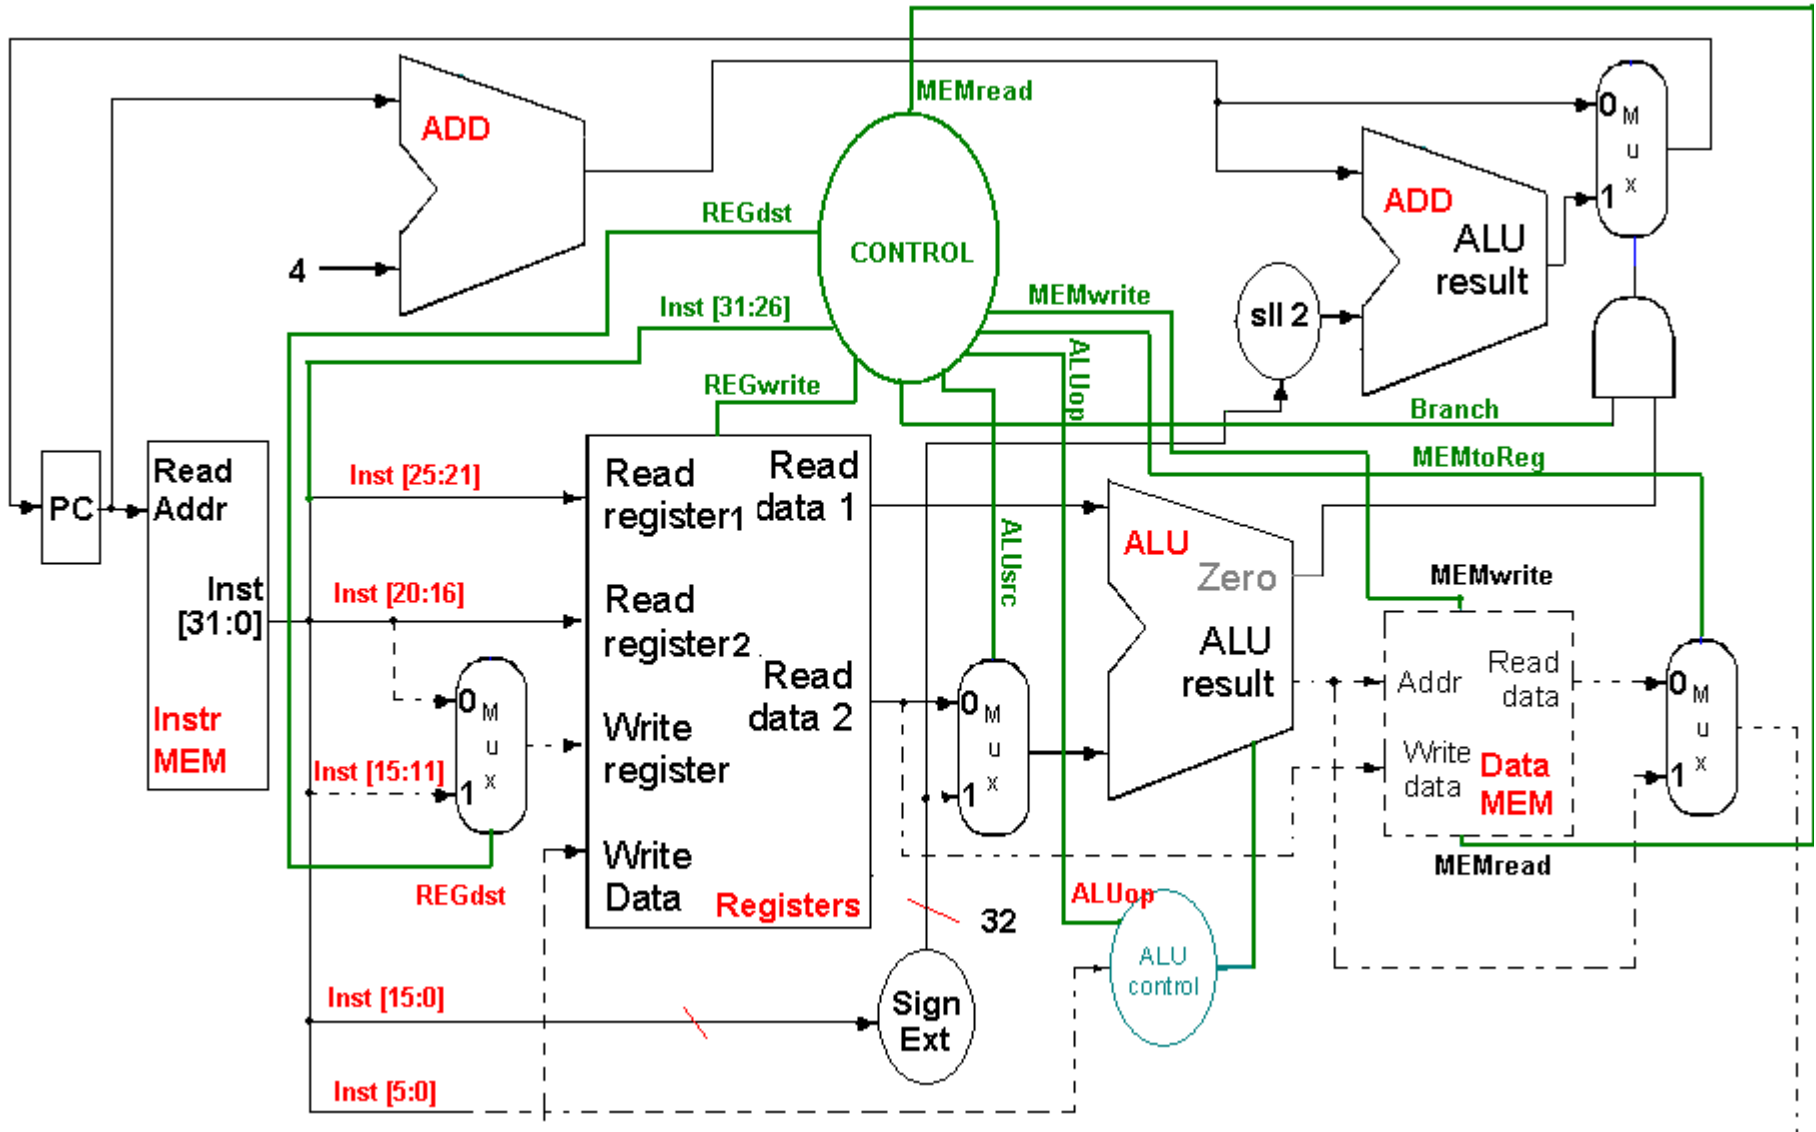 MEMread
ADD
0
M
u
x
1
ADD
ALU
result
REGdst
CONTROL
4
Inst [31:26]
MEMwrite
sll 2
ALUop
REGwrite
Branch
MEMtoReg
Read
Addr
PC
Inst
[31:0]
Instr
MEM
Inst [25:21]
Inst [20:16]
Inst [15:11]
0
M
u
x
1
REGdst
Read
register1
Read
data 1
Read
register2
Read
data 2
Write
register
Write
Data
Registers
ALUsrc
0
M
u
x
1
ALU
Zero
ALU
result
MEMwrite
Addr
Read
data
Write
data
Data
MEM
MEMread
0
M
u
x
1
32
ALUop
ALU
control
Inst [15:0]
Sign
Ext
Inst [5:0]